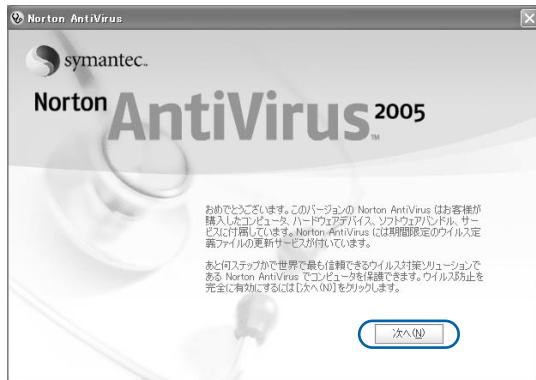 Norton AntiVirus
symantec™
Norton AntiVirus™ 2005
おめでとうございます。このバージョンの Norton AntiVirus はお客様が
購入したコンピュータ、ハードウェアデバイス、ソフトウェアバンドル、サー
ビスに付属しています。Norton AntiVirus には期間限定のウイルス定
義ファイルの更新サービスが付いています。
あと何ステップかで世界で最も信頼できるウイルス対策ソリューションで
ある Norton AntiVirus でコンピュータを保護できます。ウイルス防止を
完全に有効にするには[次へ(N)]をクリックします。
次へ(N)